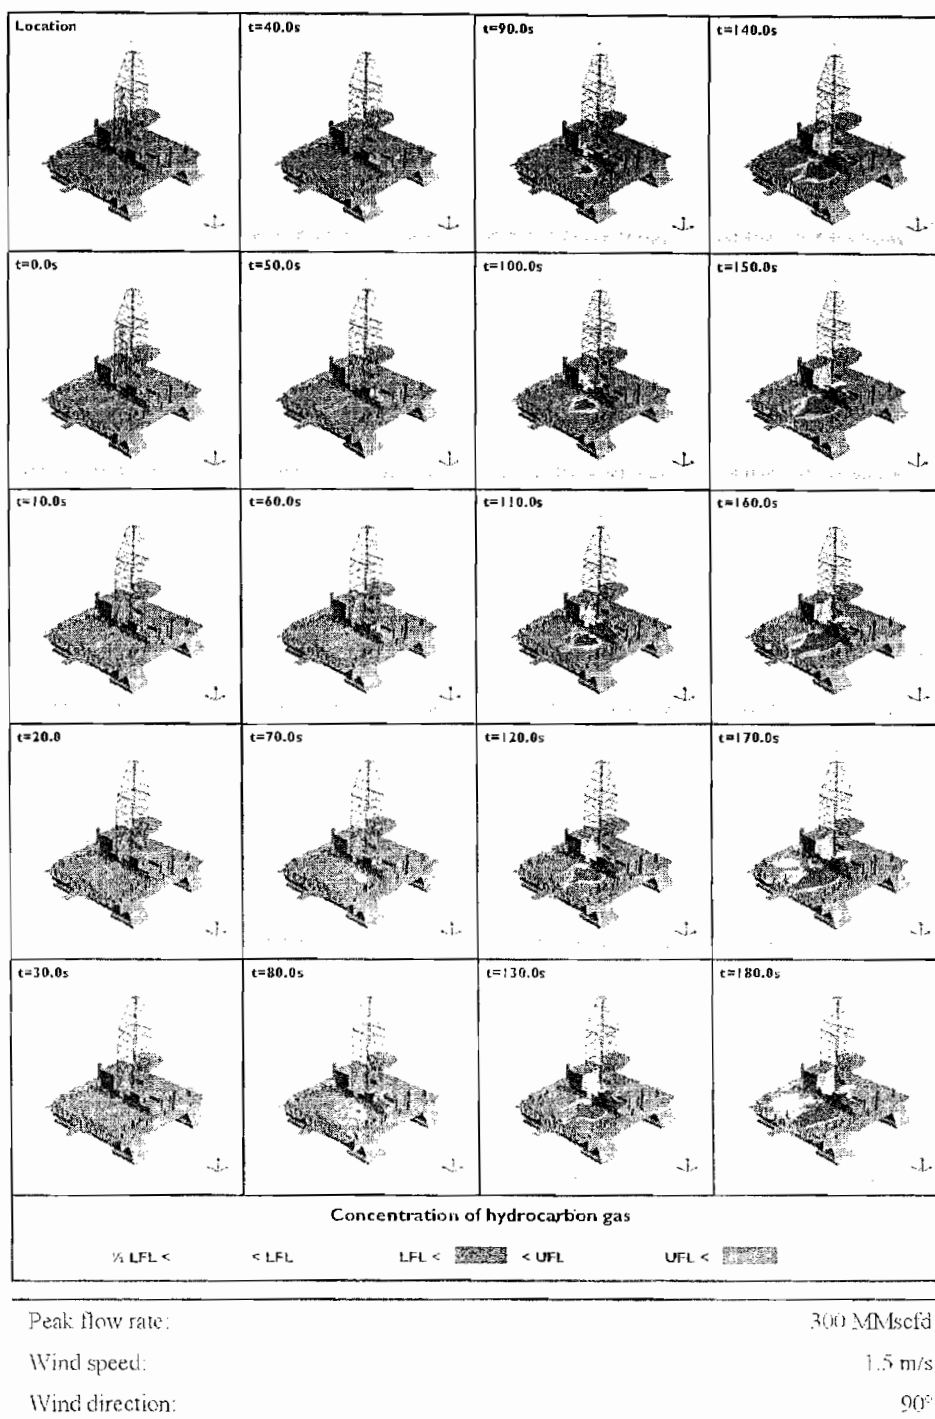 Location t=40.0s t=90.0s t=140.0s
t=0.0s t=50.0s t=100.0s t=150.0s
t=10.0s t=60.0s t=110.0s t=160.0s
t=20.0 t=70.0s t=120.0s t=170.0s
t=30.0s t=80.0s t=130.0s t=180.0s
Concentration of hydrocarbon gas
½ LFL < < LFL LFL < < UFL UFL <
Peak flow rate: 300 MMscfd
Wind speed: 1.5 m/s
Wind direction: 90°